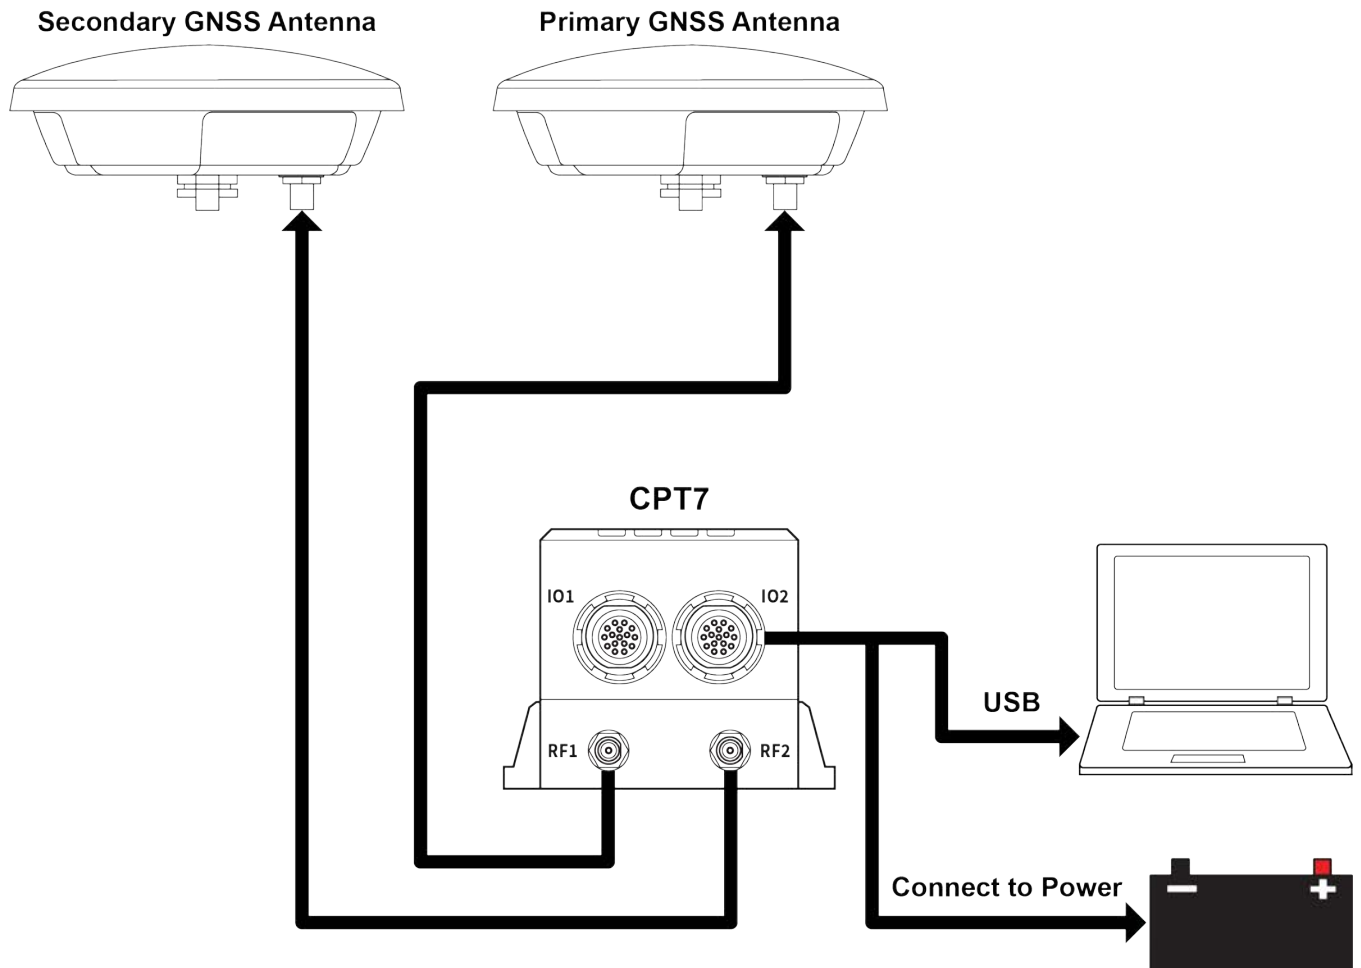 Secondary GNSS Antenna
Primary GNSS Antenna
CPT7
IO1
IO2
USB
RF1
RF2
Connect to Power